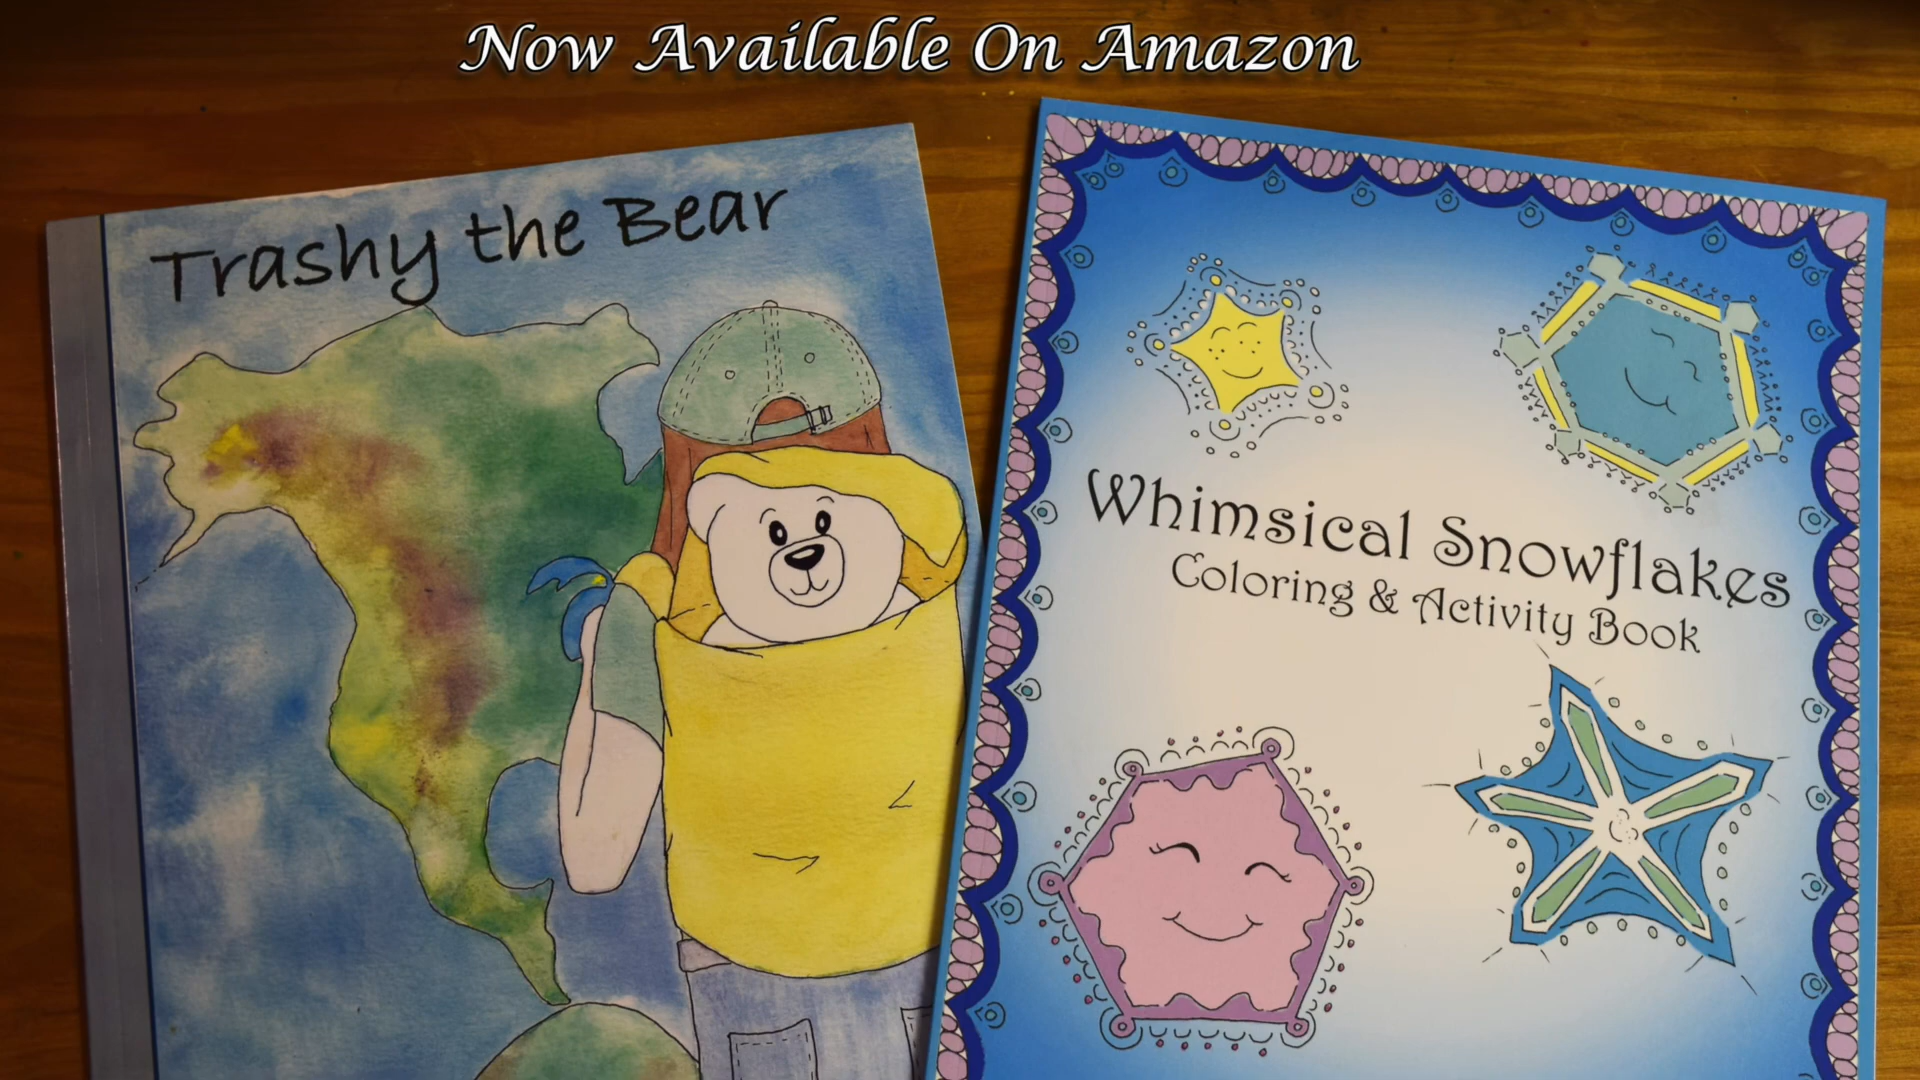 Now Available On Amazon
Trashy the Bear
Whimsical Snowflakes
Coloring & Activity Book